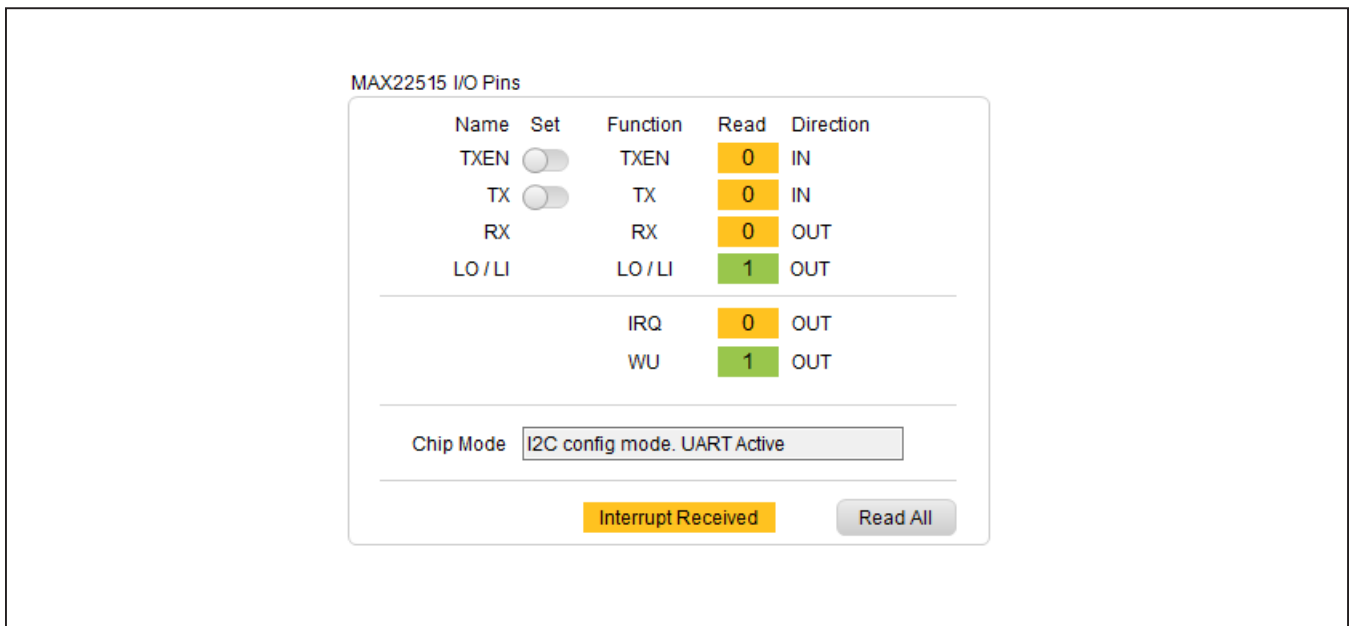 MAX22515 I/O Pins
Name Set Function Read Direction
TXEN TXEN 0 IN
TX TX 0 IN
RX RX 0 OUT
LO / LI LO / LI 1 OUT
IRQ 0 OUT
WU 1 OUT
Chip Mode I2C config mode. UART Active
Interrupt Received Read All